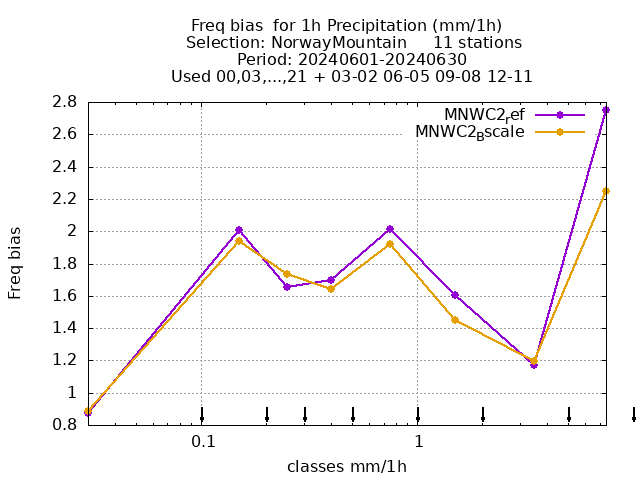 Freq bias  for 1h Precipitation (mm/1h)
Selection: NorwayMountain     11 stations
Period: 20240601-20240630
Used 00,03,...,21 + 03-02 06-05 09-08 12-11
MNWC2ref
MNWC2Bscale
2.8
2.6
2.4
2.2
2
1.8
1.6
1.4
1.2
1
0.8
Freq bias
0.1
1
classes mm/1h